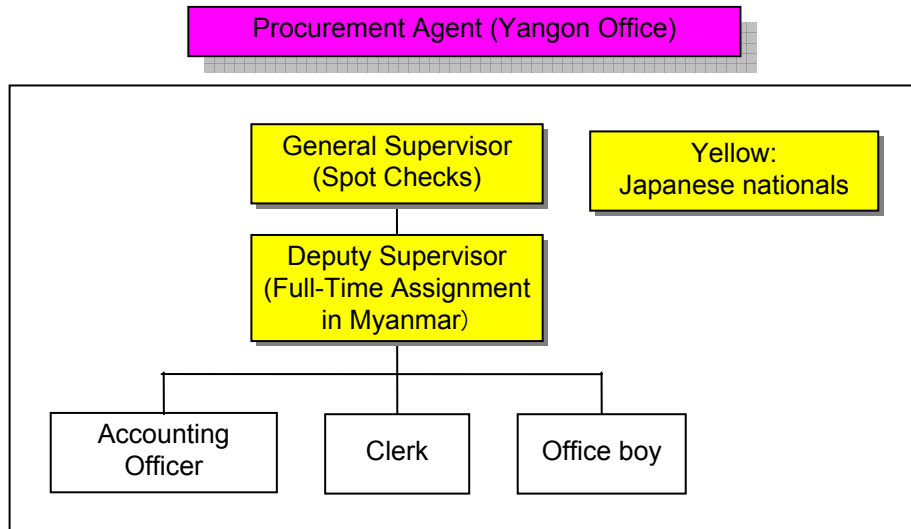 Procurement Agent (Yangon Office)
General Supervisor
(Spot Checks)
Yellow:
Japanese nationals
Deputy Supervisor
(Full-Time Assignment
in Myanmar）
Accounting
Officer
Clerk
Office boy